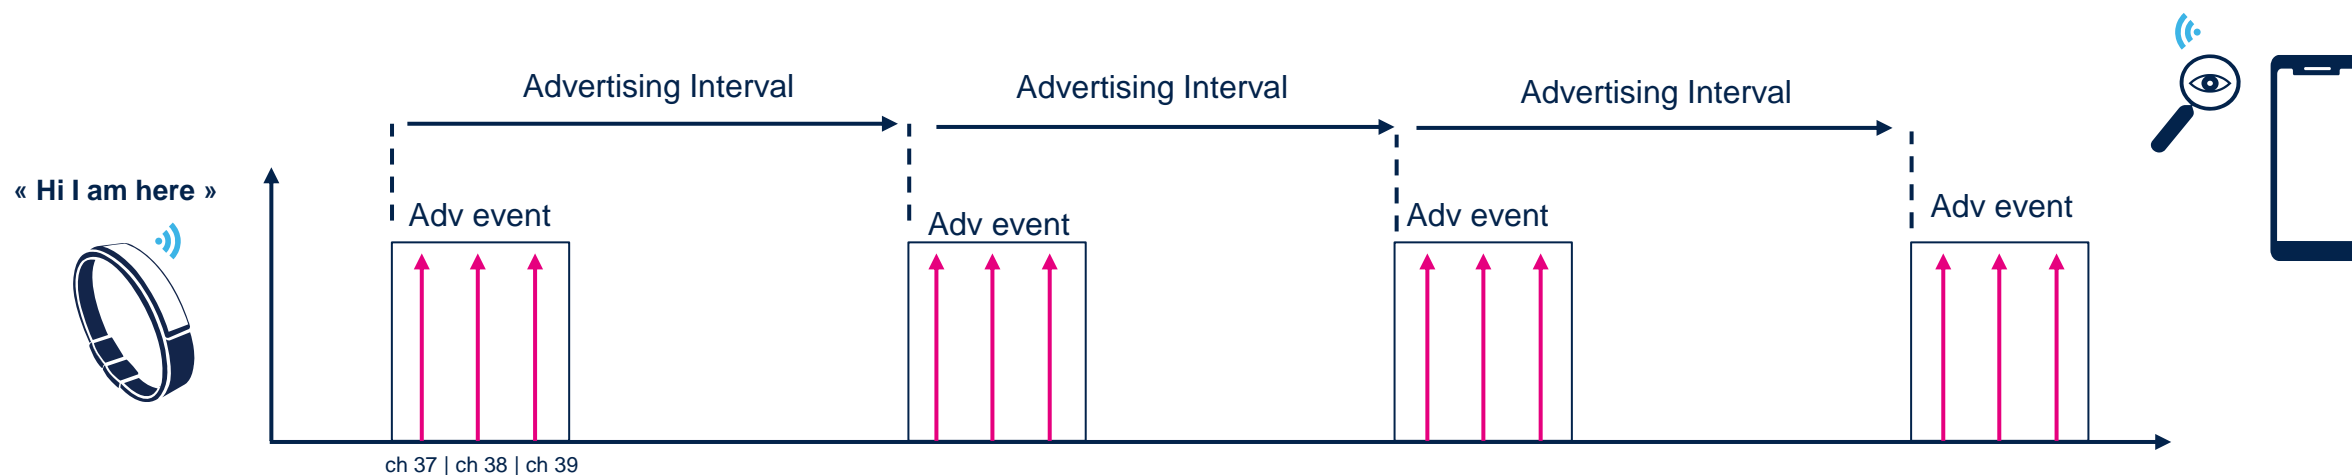 Advertising Interval
Advertising Interval
Advertising Interval
« Hi I am here »
Adv event
Adv event
Adv event
Adv event
ch 37 | ch 38 | ch 39